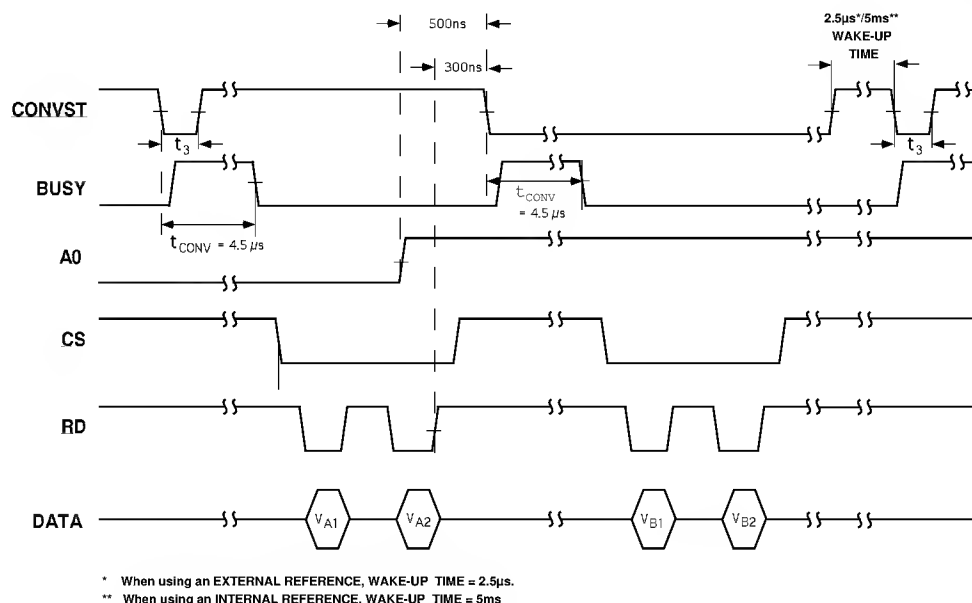 500ns
2.5µs*/5ms**
WAKE-UP
TIME
300ns
CONVST
t3
t3
BUSY
tCONV
= 4.5 µs
tCONV = 4.5 µs
A0
CS
RD
DATA
VA1
VA2
VB1
VB2
* When using an EXTERNAL REFERENCE, WAKE-UP TIME = 2.5µs.
** When using an INTERNAL REFERENCE, WAKE-UP TIME = 5ms